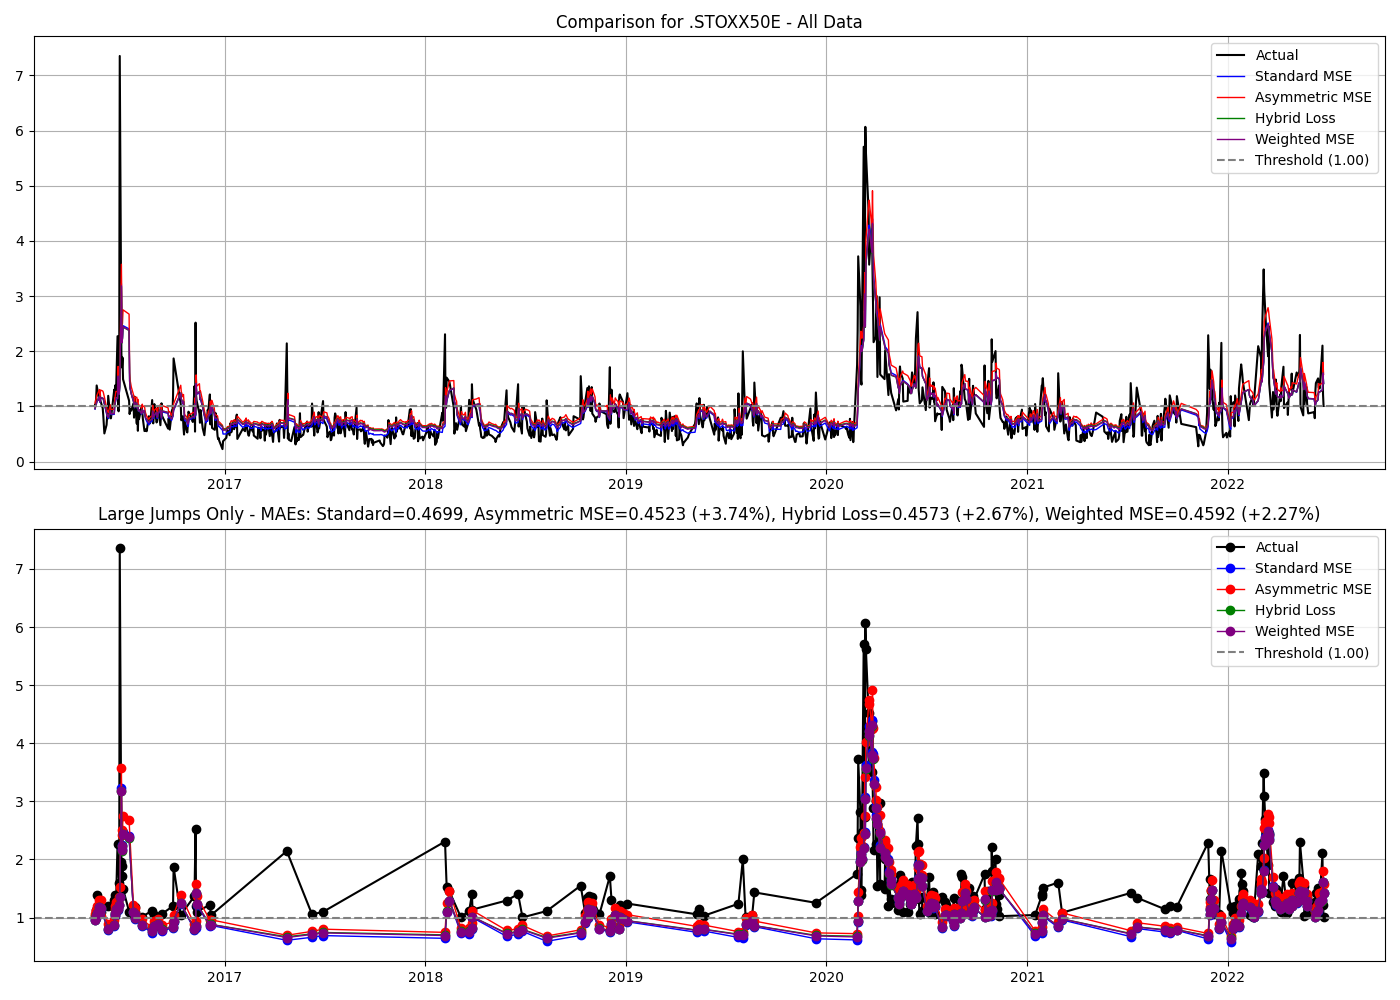 Comparison for .STOXX50E - All Data
Actual
Standard MSE
Asymmetric MSE
Hybrid Loss
Weighted MSE
Threshold (1.00)
7
6
5
4
3
2
1
0
2017
2018
2019
2020
2021
2022
Large Jumps Only - MAEs: Standard=0.4699, Asymmetric MSE=0.4523 (+3.74%), Hybrid Loss=0.4573 (+2.67%), Weighted MSE=0.4592 (+2.27%)
Actual
Standard MSE
Asymmetric MSE
Hybrid Loss
Weighted MSE
Threshold (1.00)
7
6
5
4
3
2
1
2017
2018
2019
2020
2021
2022